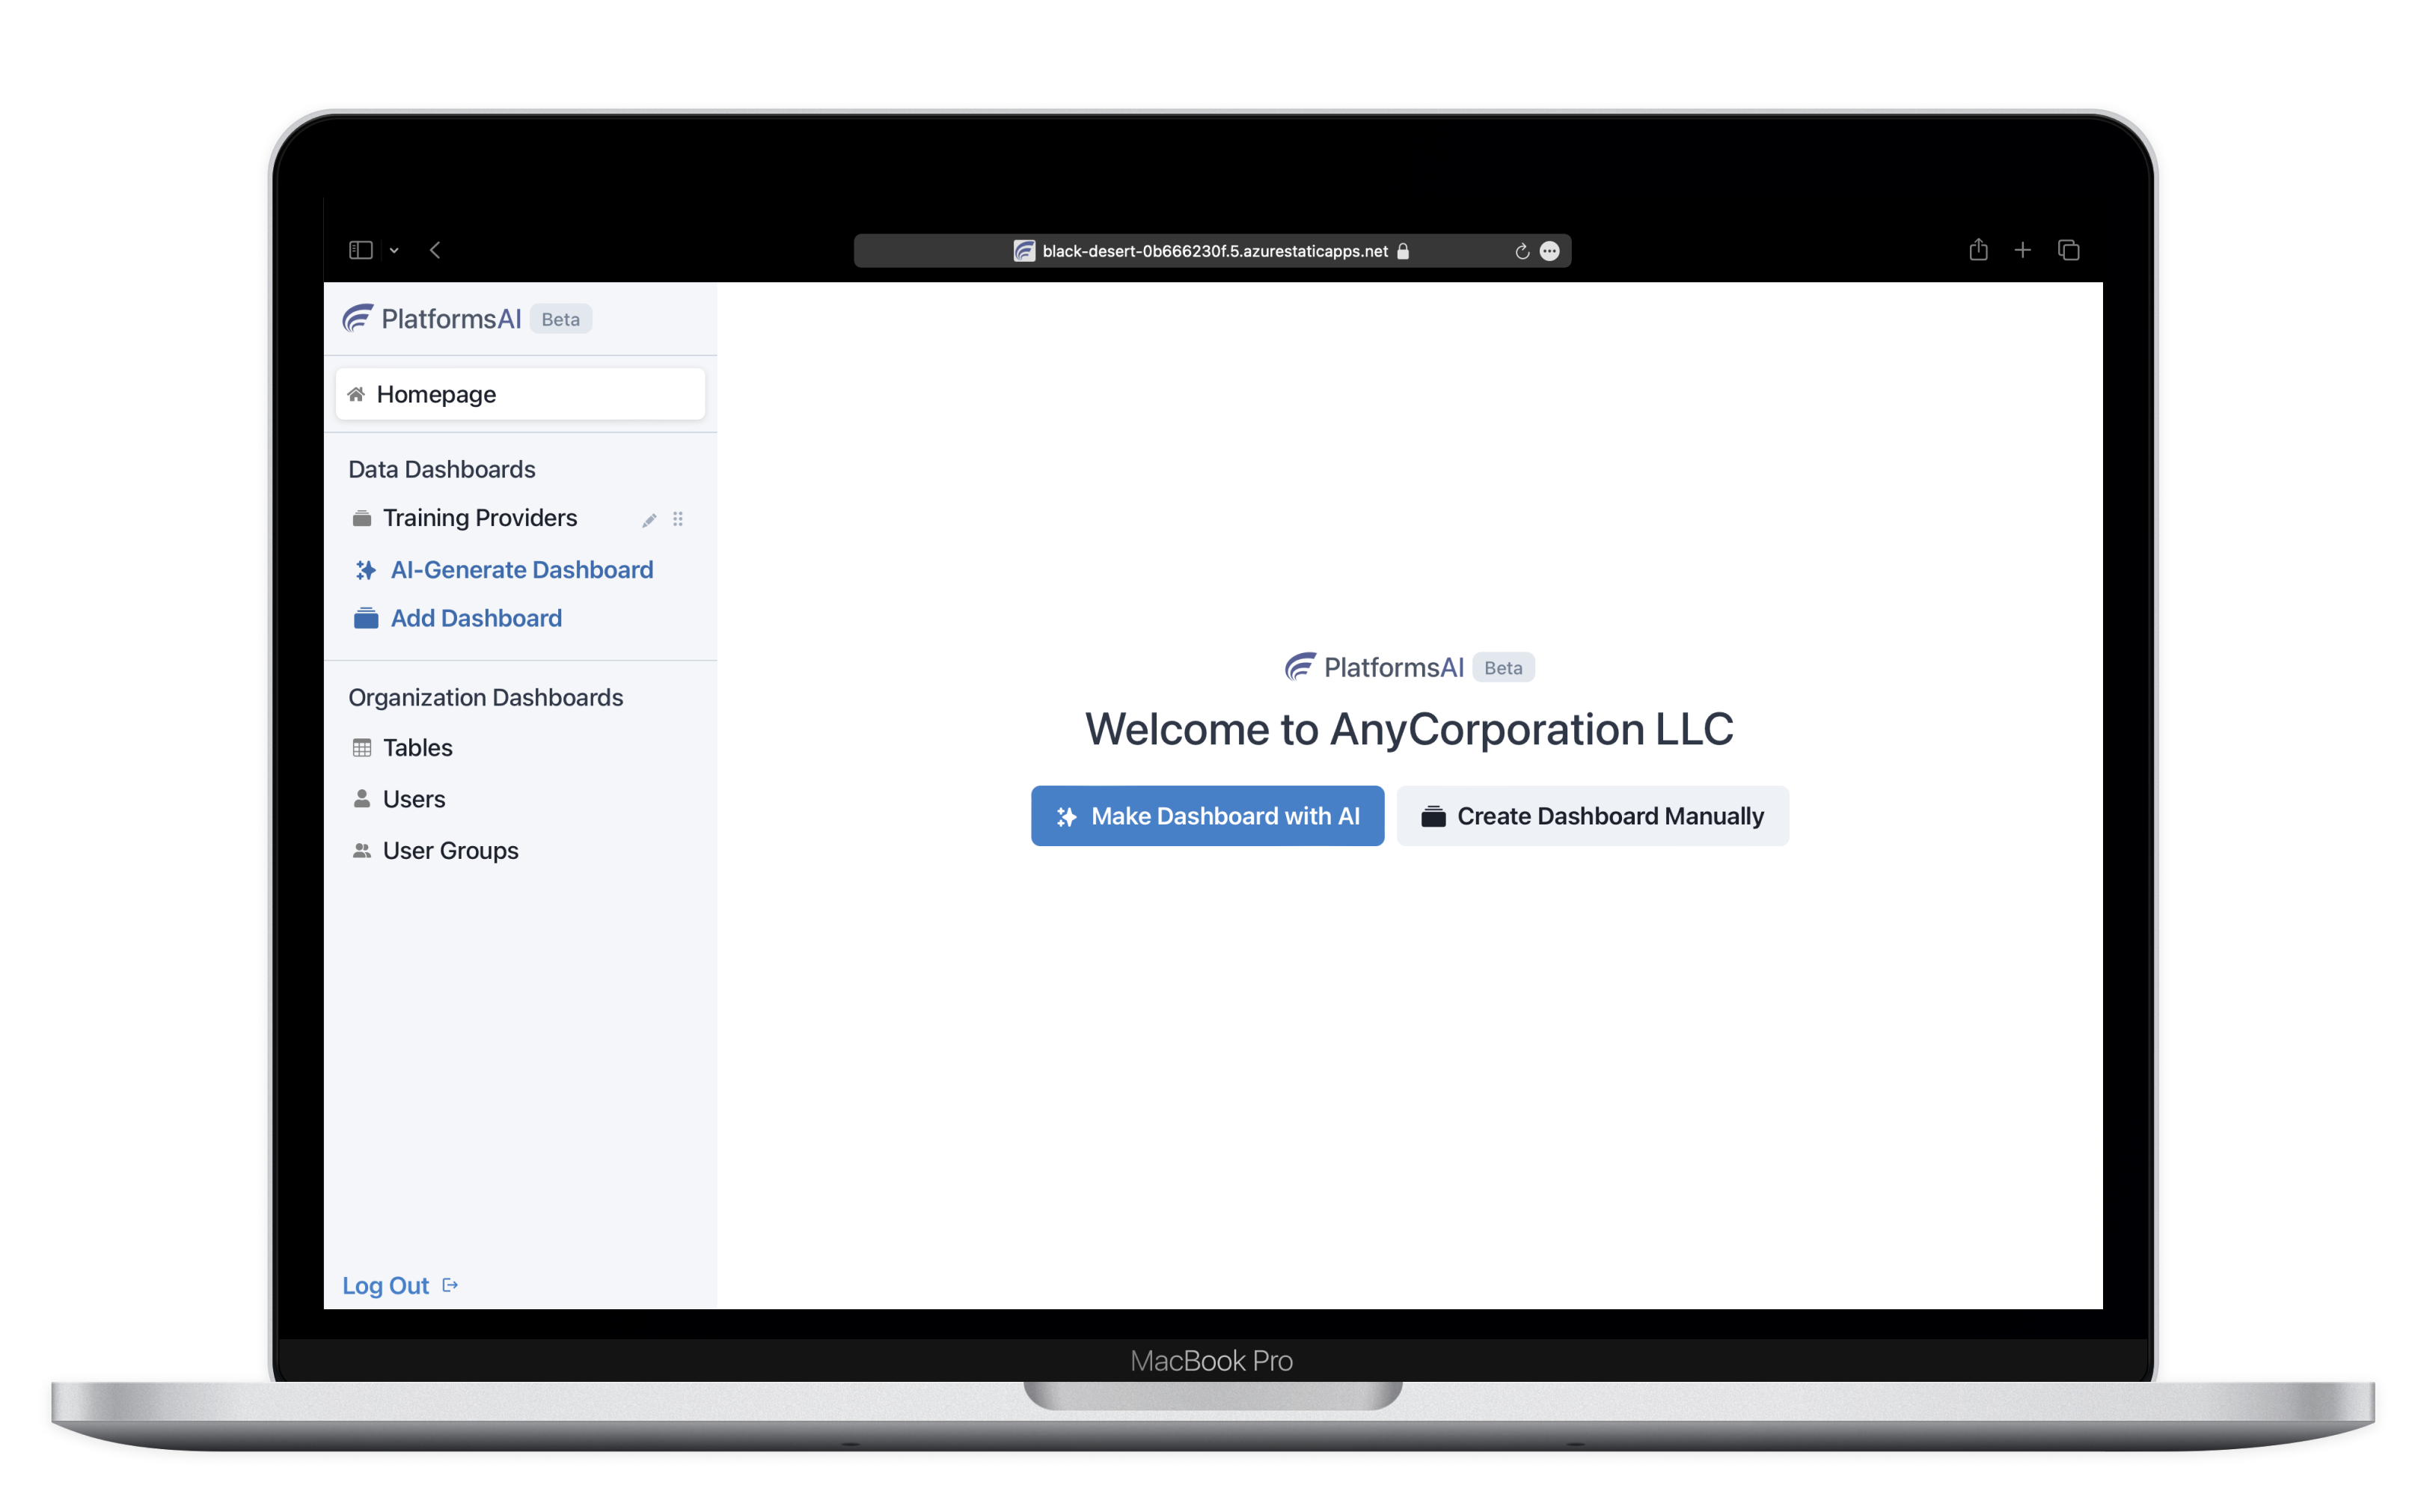 black-desert-0b666230f.5.azurestaticapps.net
PlatformsAI Beta
Homepage
Data Dashboards
Training Providers
AI-Generate Dashboard
Add Dashboard
Organization Dashboards
Tables
Users
User Groups
Log Out
PlatformsAI Beta
Welcome to AnyCorporation LLC
Make Dashboard with AI
Create Dashboard Manually
MacBook Pro